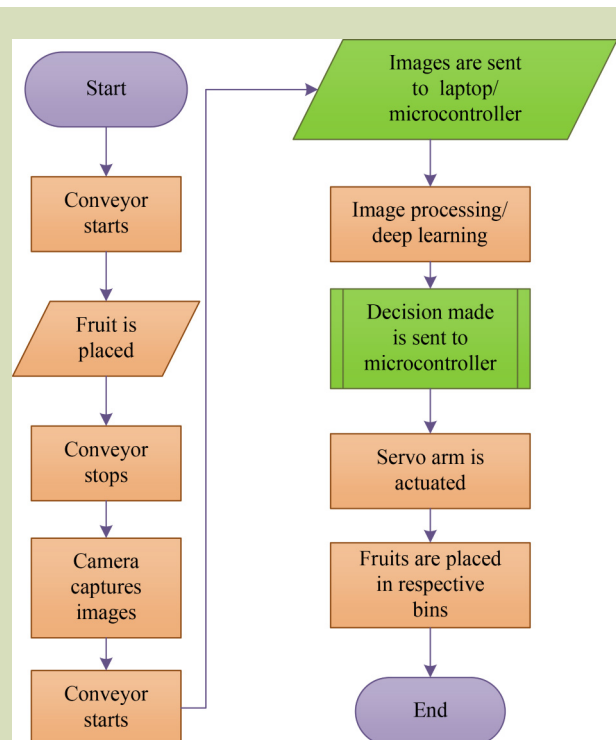 Start
Conveyor
starts
Fruit is
placed
Conveyor
stops
Camera
captures
images
Conveyor
starts
Images are sent
to laptop/
microcontroller
Image processing/
deep learning
Decision made
is sent to
microcontroller
Servo arm is
actuated
Fruits are placed
in respective
bins
End